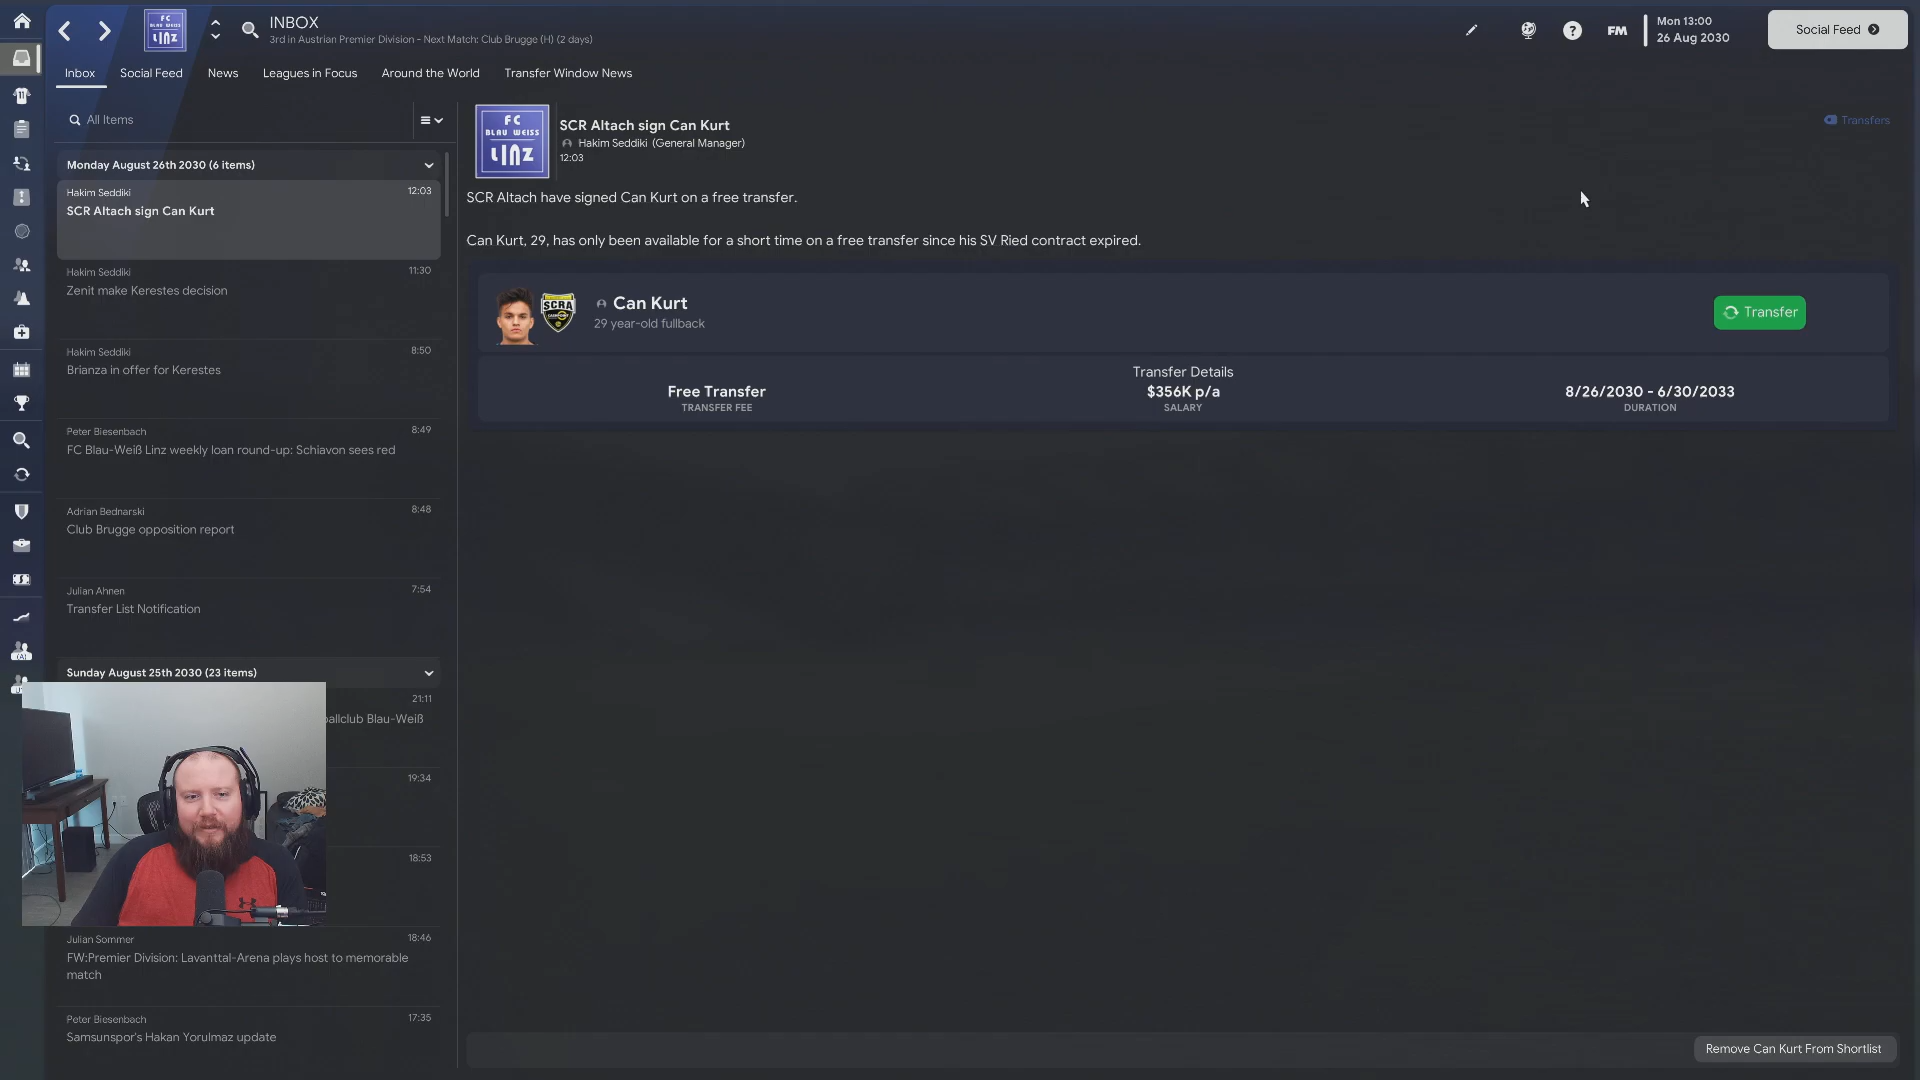 INBOX
3rd in Austrian Premier Division - Next Match: Club Brugge (H) (2 days)
FC
BLAU WEISS
LINZ
FM
Mon 13:00
26 Aug 2030
Social Feed
Inbox
Social Feed
News
Leagues in Focus
Around the World
Transfer Window News
All Items
Monday August 26th 2030 (6 items)
Hakim Seddiki
12:03
SCR Altach sign Can Kurt
Hakim Seddiki
11:30
Zenit make Kerestes decision
Hakim Seddiki
8:50
Brianza in offer for Kerestes
Peter Biesenbach
8:49
FC Blau-Weiß Linz weekly loan round-up: Schiavon sees red
Adrian Bednarski
8:48
Club Brugge opposition report
Julian Ahnen
7:54
Transfer List Notification
Sunday August 25th 2030 (23 items)
21:11
ballclub Blau-Weiß
19:34
18:53
Julian Sommer
18:46
FW:Premier Division: Lavanttal-Arena plays host to memorable
match
Peter Biesenbach
17:35
Samsunspor's Hakan Yorulmaz update
FC
BLAU WEISS
LINZ
SCR Altach sign Can Kurt
Hakim Seddiki (General Manager)
12:03
Transfers
SCR Altach have signed Can Kurt on a free transfer.
Can Kurt, 29, has only been available for a short time on a free transfer since his SV Ried contract expired.
SCRA
Can Kurt
29 year-old fullback
Transfer
Transfer Details
Free Transfer
TRANSFER FEE
$356K p/a
SALARY
8/26/2030 - 6/30/2033
DURATION
Remove Can Kurt From Shortlist